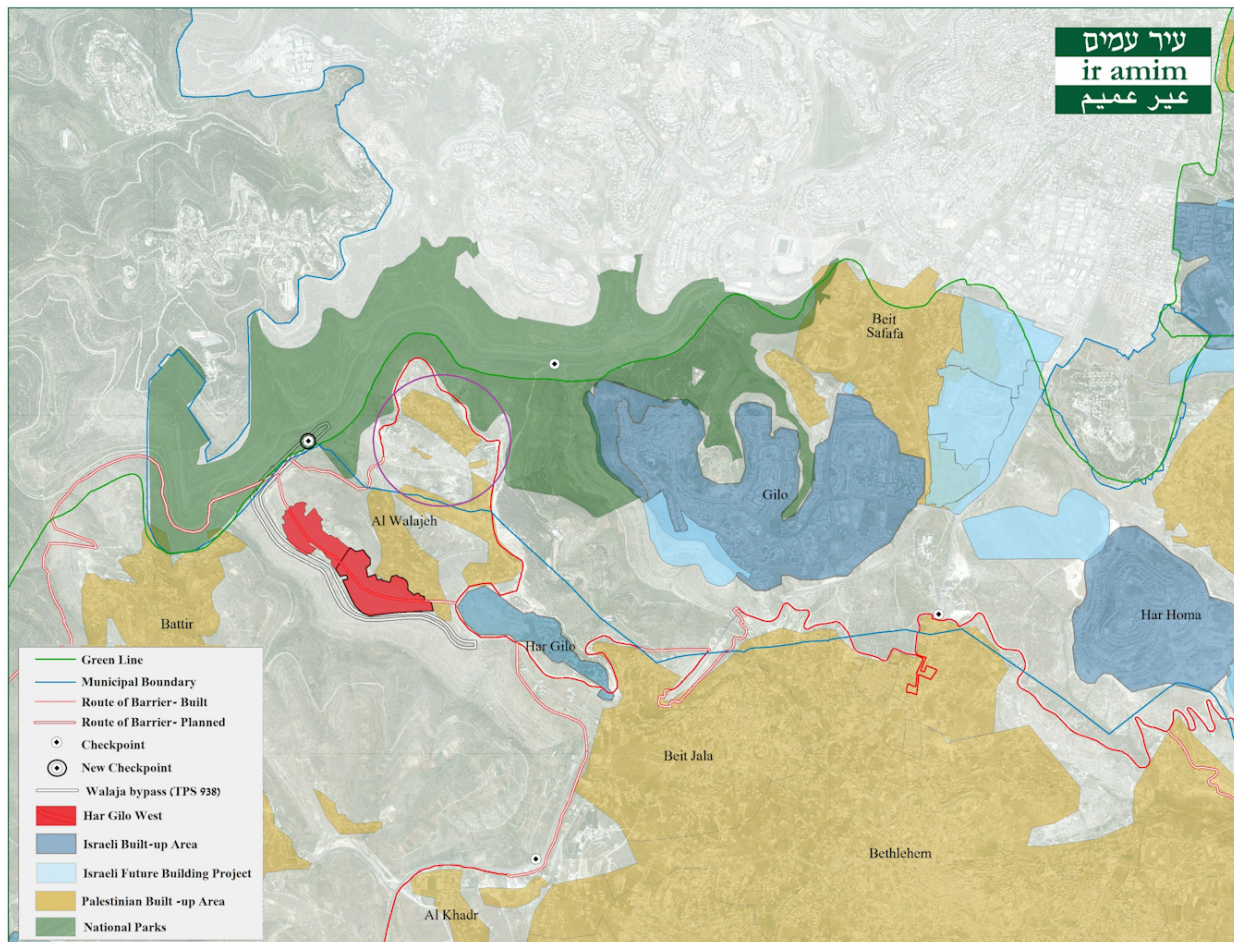 עיר עמים
ir amim
عير عميم
Beit
Safafa
Gilo
Al Walajeh
Battir
Har Gilo
Har Homa
Beit Jala
Bethlehem
Al Khadr
Green Line
Municipal Boundary
Route of Barrier- Built
Route of Barrier- Planned
Checkpoint
New Checkpoint
Walaja bypass (TPS 938)
Har Gilo West
Israeli Built-up Area
Israeli Future Building Project
Palestinian Built -up Area
National Parks